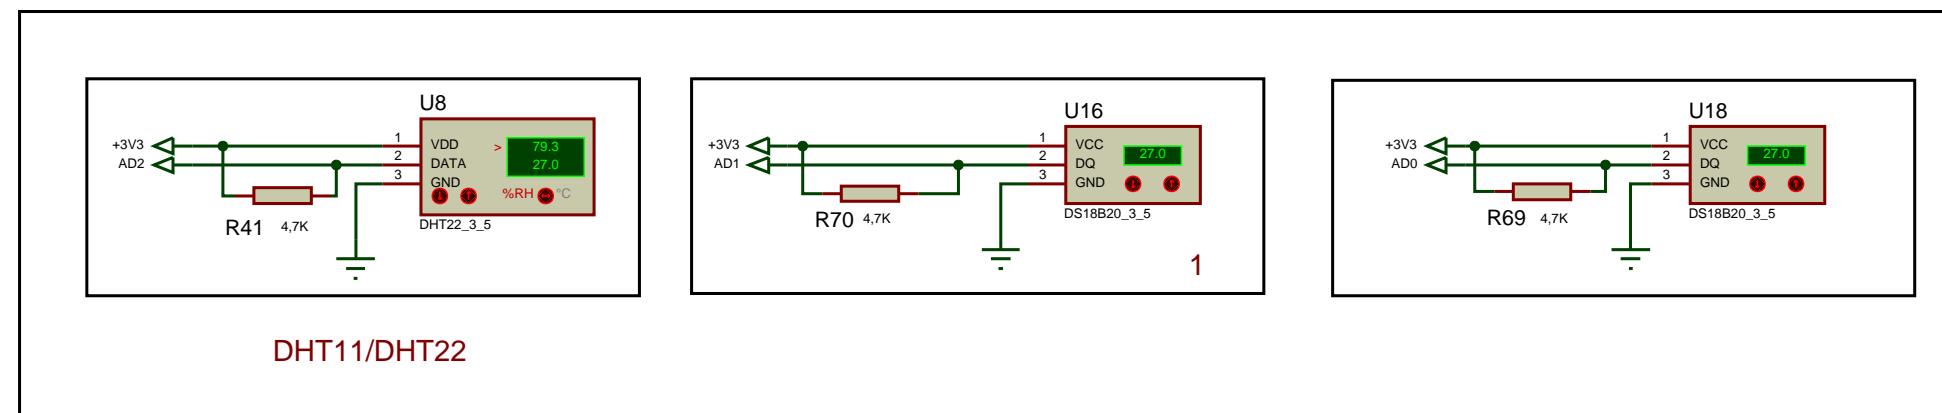 U8
+3V3
1
VDD
> 79.3
AD2
2
DATA
27.0
3
GND
%RH
°C
R41 4,7K
DHT22_3_5
DHT11/DHT22
U16
+3V3
1
VCC
27.0
AD1
2
DQ
3
GND
R70 4,7K
DS18B20_3_5
1
U18
+3V3
1
VCC
27.0
AD0
2
DQ
3
GND
R69 4,7K
DS18B20_3_5